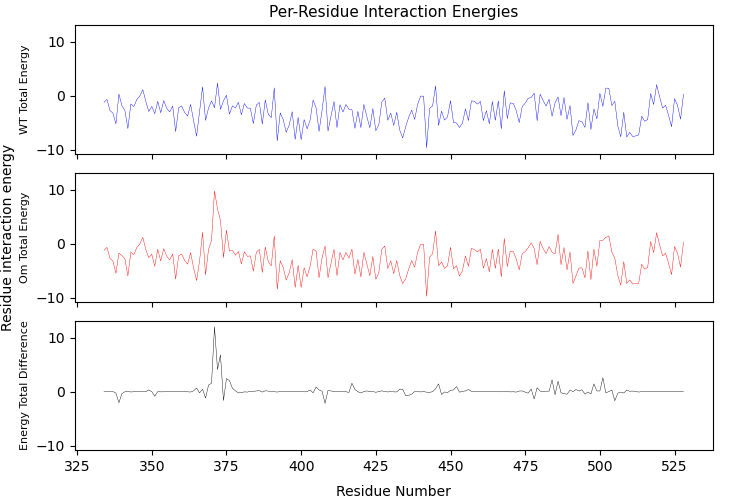 Per-Residue Interaction Energies
Residue interaction energy
WT Total Energy
10
0
−10
Om Total Energy
10
0
−10
Energy Total Difference
10
0
−10
325 350 375 400 425 450 475 500 525
Residue Number